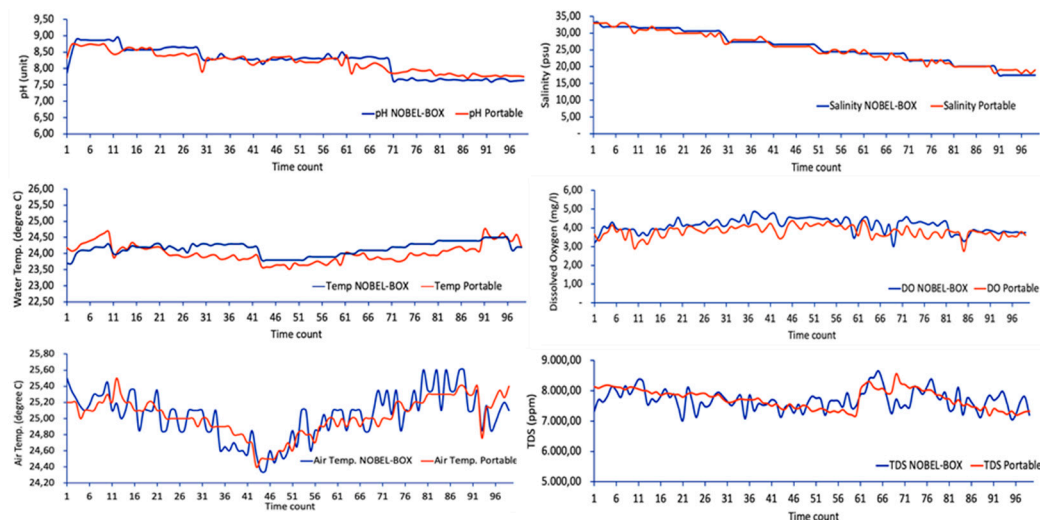 pH (unit)
9,50
9,00
8,50
8,00
7,50
7,00
6,50
6,00
pH NOBEL-BOX pH Portable
1 6 11 16 21 26 31 36 41 46 51 56 61 66 71 76 81 86 91 96
Time count
Salinity (psu)
35,00
30,00
25,00
20,00
15,00
10,00
5,00
-
Salinity NOBEL-BOX Salinity Portable
1 6 11 16 21 26 31 36 41 46 51 56 61 66 71 76 81 86 91 96
Time count
Water Temp. (degree C)
26,00
25,50
25,00
24,50
24,00
23,50
23,00
22,50
Temp NOBEL-BOX Temp Portable
1 6 11 16 21 26 31 36 41 46 51 56 61 66 71 76 81 86 91 96
Time count
Dissolved Oxygen (mg/l)
6,00
5,00
4,00
3,00
2,00
1,00
-
DO NOBEL-BOX DO Portable
1 6 11 16 21 26 31 36 41 46 51 56 61 66 71 76 81 86 91 96
Time count
Air Temp. (degree C)
25,80
25,60
25,40
25,20
25,00
24,80
24,60
24,40
24,20
Air Temp. NOBEL-BOX Air Temp. Portable
1 6 11 16 21 26 31 36 41 46 51 56 61 66 71 76 81 86 91 96
Time count
TDS (ppm)
9.000,00
8.000,00
7.000,00
6.000,00
5.000,00
TDS NOBEL-BOX TDS Portable
1 6 11 16 21 26 31 36 41 46 51 56 61 66 71 76 81 86 91 96
Time count